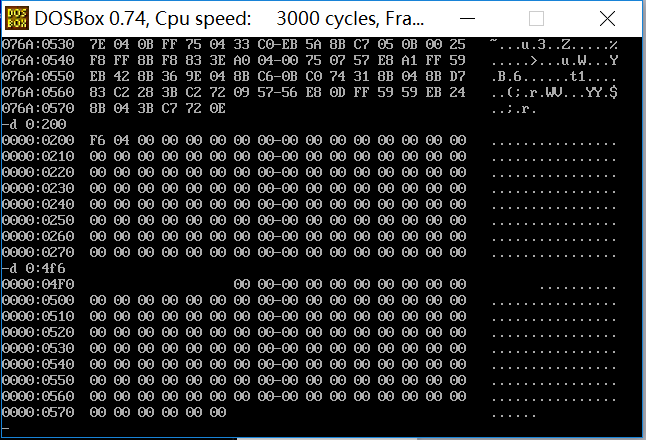 DOS BOX DOSBox 0.74, Cpu speed: 3000 cycles, Fra...
076A:0530 7E 04 0B FF 75 04 33 C0-EB 5A 8B C7 05 0B 00 25 ~...u.3..Z.....%
076A:0540 F8 FF 8B F8 83 3E A0 04-00 75 07 57 E8 A1 FF 59 .....>...u.W...Y
076A:0550 EB 42 8B 36 9E 04 8B C6-0B C0 74 31 8B 04 8B D7 .B.6......t1....
076A:0560 83 C2 28 3B C2 72 09 57-56 E8 0D FF 59 59 EB 24 ..(;.r.WV...YY.$
076A:0570 8B 04 3B C7 72 0E ..;.r.
-d 0:200
0000:0200 F6 04 00 00 00 00 00 00-00 00 00 00 00 00 00 00 ................
0000:0210 00 00 00 00 00 00 00 00-00 00 00 00 00 00 00 00 ................
0000:0220 00 00 00 00 00 00 00 00-00 00 00 00 00 00 00 00 ................
0000:0230 00 00 00 00 00 00 00 00-00 00 00 00 00 00 00 00 ................
0000:0240 00 00 00 00 00 00 00 00-00 00 00 00 00 00 00 00 ................
0000:0250 00 00 00 00 00 00 00 00-00 00 00 00 00 00 00 00 ................
0000:0260 00 00 00 00 00 00 00 00-00 00 00 00 00 00 00 00 ................
0000:0270 00 00 00 00 00 00 00 00-00 00 00 00 00 00 00 00 ................
-d 0:4f6
0000:04F0 00 00-00 00 00 00 00 00 00 00 ..........
0000:0500 00 00 00 00 00 00 00 00-00 00 00 00 00 00 00 00 ................
0000:0510 00 00 00 00 00 00 00 00-00 00 00 00 00 00 00 00 ................
0000:0520 00 00 00 00 00 00 00 00-00 00 00 00 00 00 00 00 ................
0000:0530 00 00 00 00 00 00 00 00-00 00 00 00 00 00 00 00 ................
0000:0540 00 00 00 00 00 00 00 00-00 00 00 00 00 00 00 00 ................
0000:0550 00 00 00 00 00 00 00 00-00 00 00 00 00 00 00 00 ................
0000:0560 00 00 00 00 00 00 00 00-00 00 00 00 00 00 00 00 ................
0000:0570 00 00 00 00 00 00 ......
-